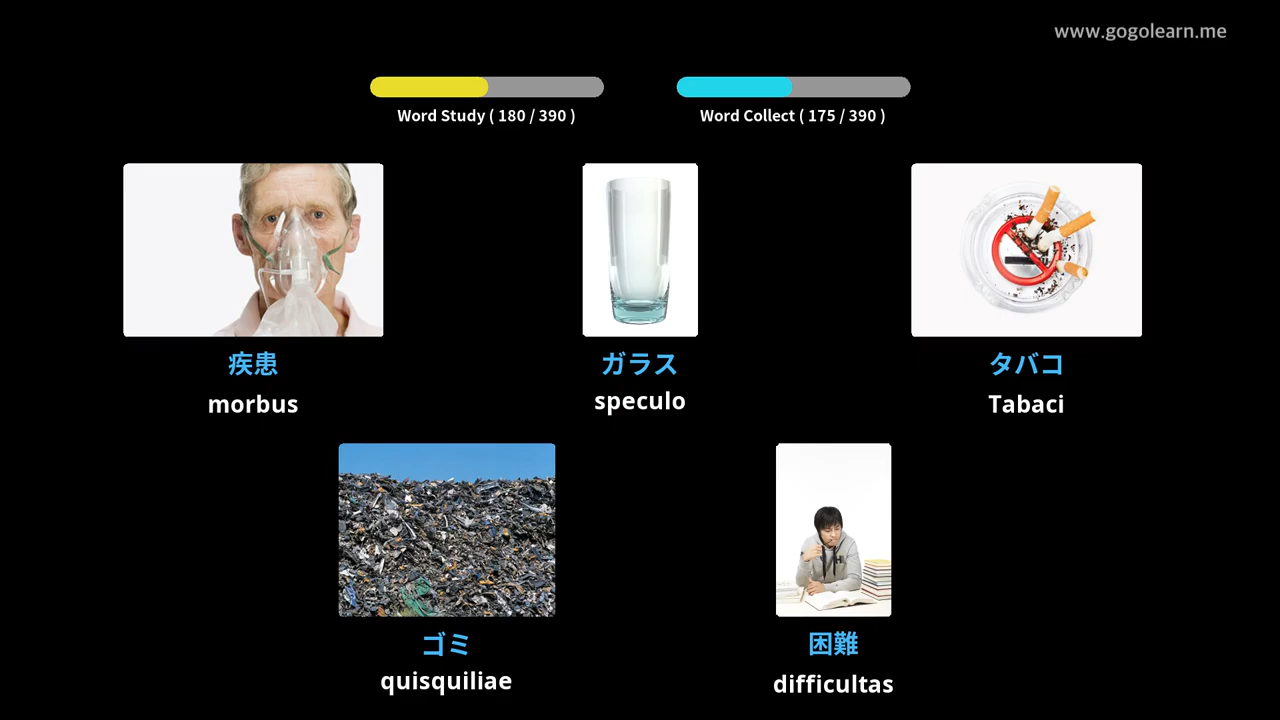 www.gogolearn.me
Word Study ( 180 / 390 )
Word Collect ( 175 / 390 )
疾患
morbus
ガラス
speculo
タバコ
Tabaci
ゴミ
quisquiliae
困難
difficultas